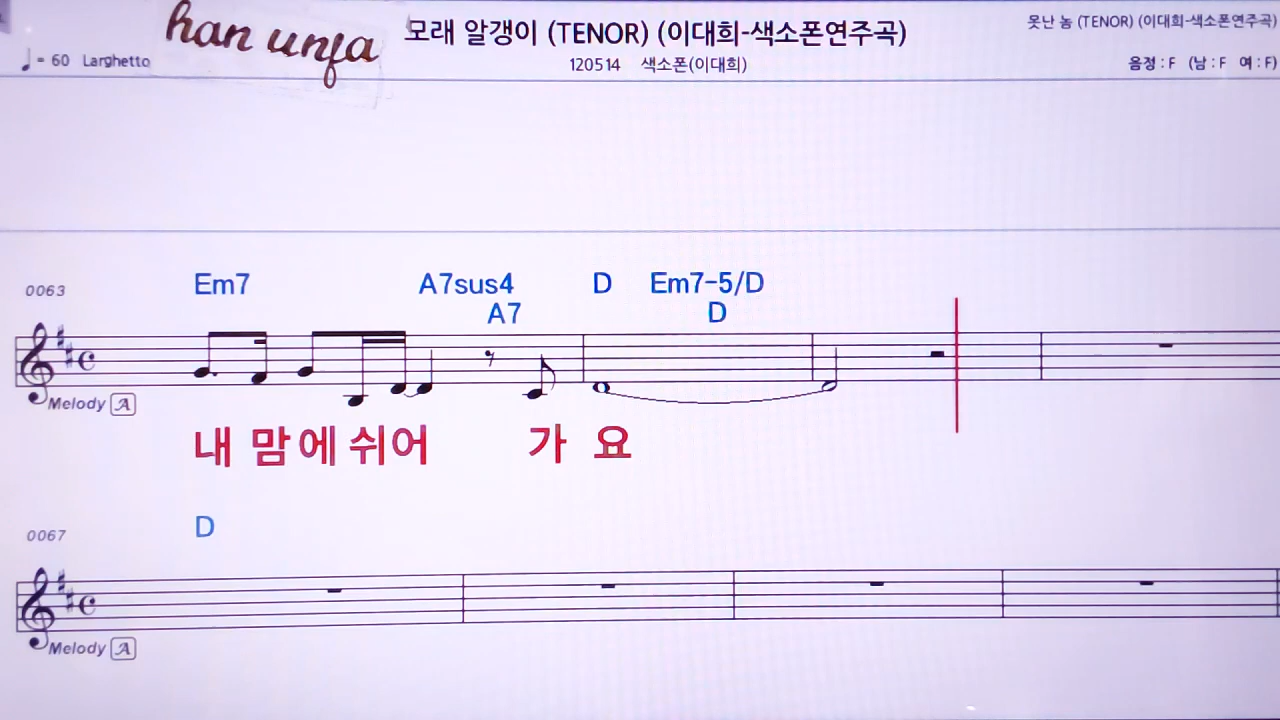 han unfa
모래 알갱이 (TENOR) (이대희-색소폰연주곡)
못난 놈 (TENOR) (이대희-색소폰연주곡)
♩= 60 Larghetto
120514 색소폰(이대희)
음정 : F (남 : F 여 : F)
0063
Em7 A7sus4 D Em7-5/D
A7 D
Melody A
내 맘에 쉬어 가 요
0067
D
Melody A